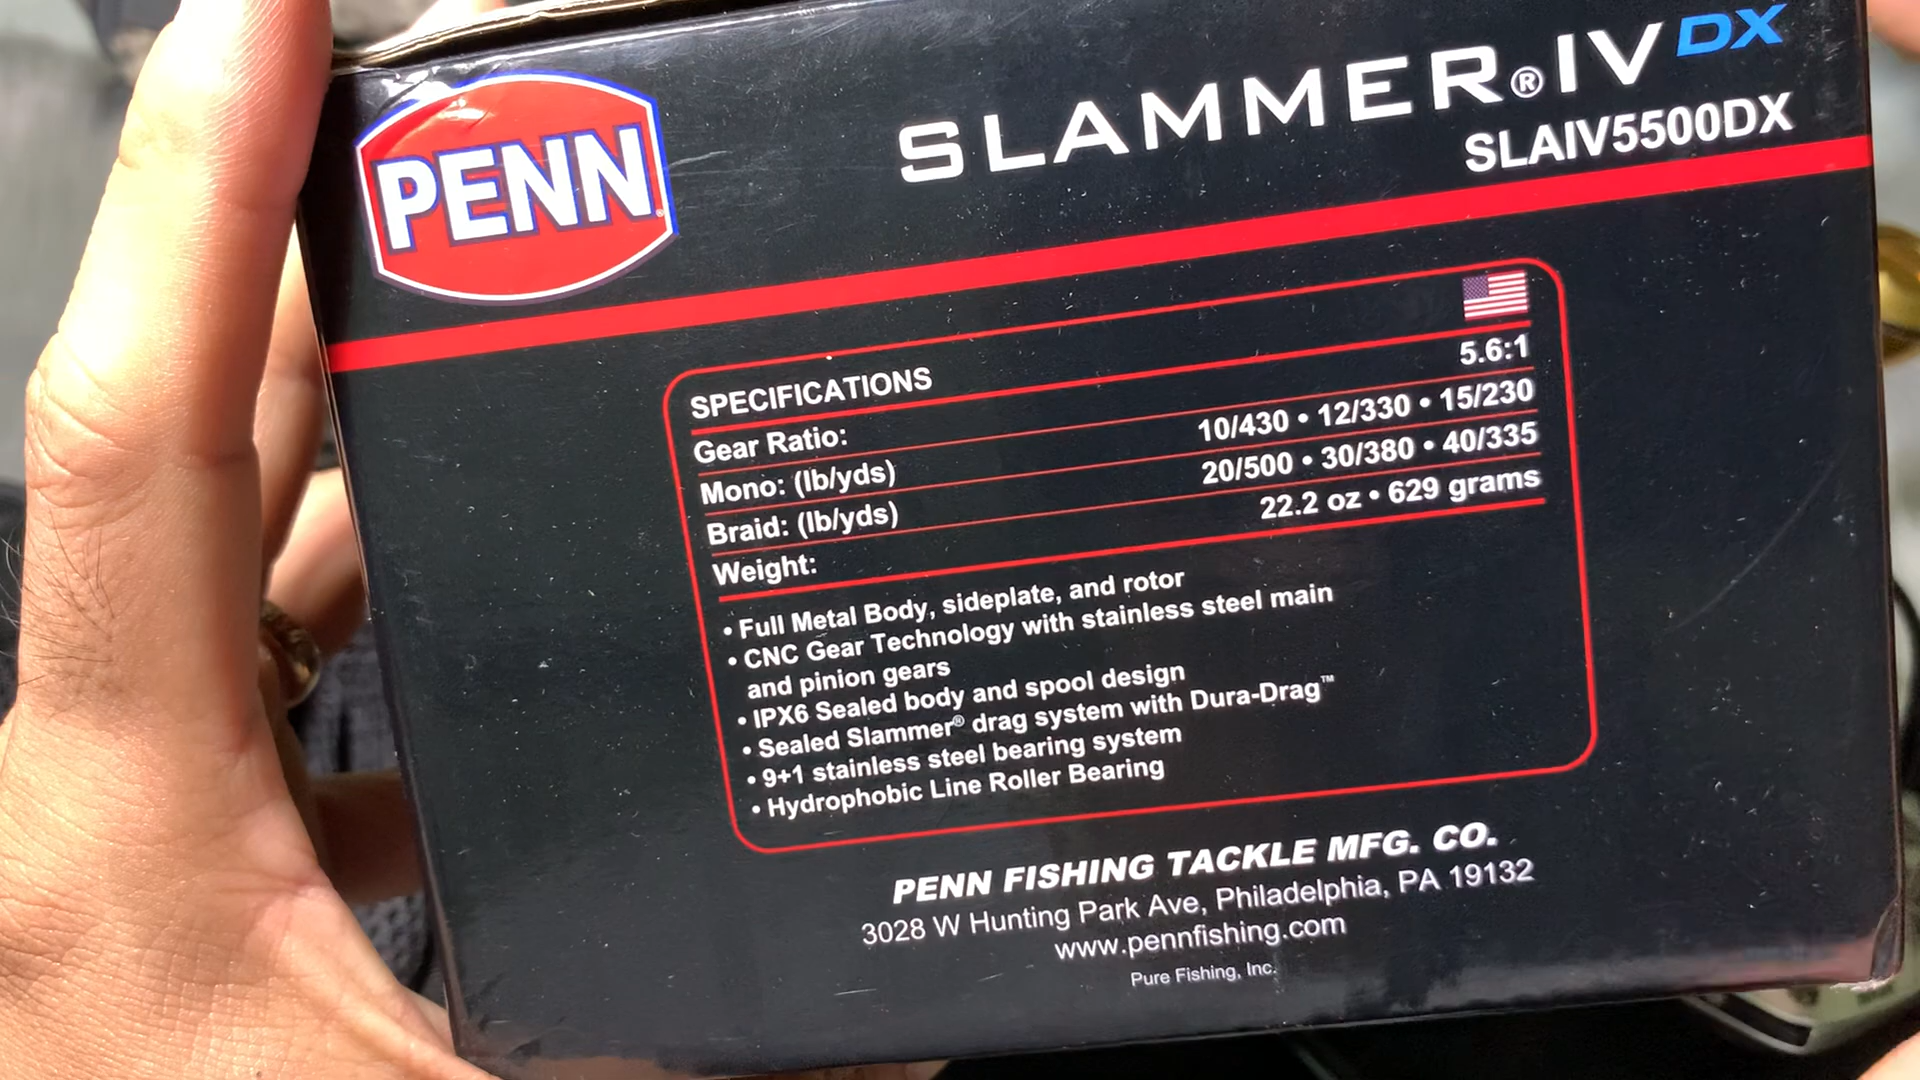 PENN®
SLAMMER® IV DX
SLAIV5500DX
SPECIFICATIONS
Gear Ratio: 5.6:1
Mono: (lb/yds) 10/430 • 12/330 • 15/230
Braid: (lb/yds) 20/500 • 30/380 • 40/335
Weight: 22.2 oz • 629 grams
• Full Metal Body, sideplate, and rotor
• CNC Gear Technology with stainless steel main
and pinion gears
• IPX6 Sealed body and spool design
• Sealed Slammer® drag system with Dura-Drag™
• 9+1 stainless steel bearing system
• Hydrophobic Line Roller Bearing
PENN FISHING TACKLE MFG. CO.
3028 W Hunting Park Ave, Philadelphia, PA 19132
www.pennfishing.com
Pure Fishing, Inc.